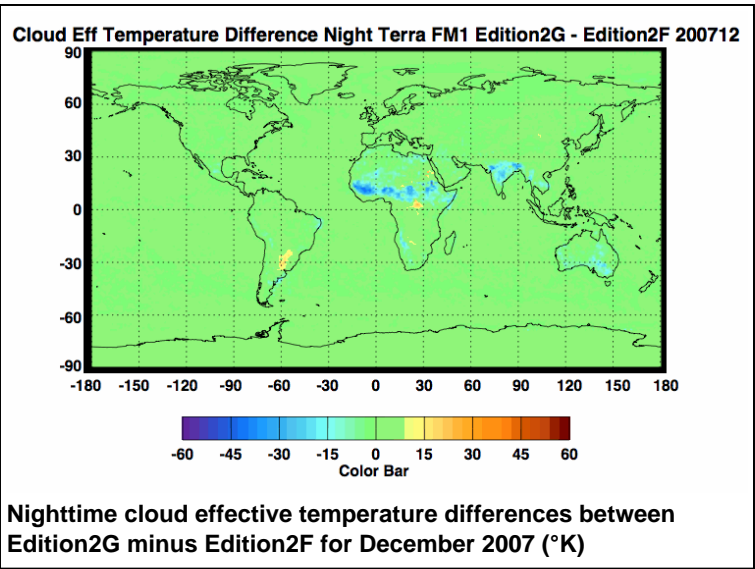 Cloud Eff Temperature Difference Night Terra FM1 Edition2G - Edition2F 200712
90
60
30
0
-30
-60
-90
-180 -150 -120 -90 -60 -30 0 30 60 90 120 150 180
-60 -45 -30 -15 0 15 30 45 60
Color Bar
Nighttime cloud effective temperature differences between
Edition2G minus Edition2F for December 2007 (°K)